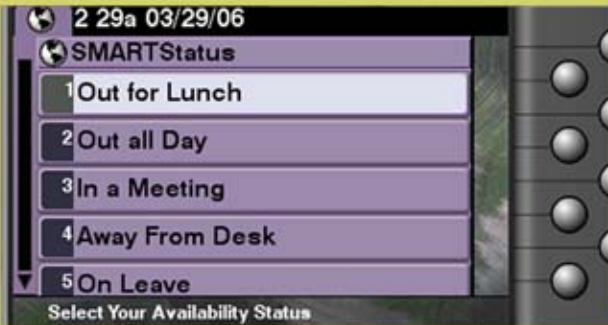 2 29a 03/29/06
SMARTStatus
1 Out for Lunch
2 Out all Day
3 In a Meeting
4 Away From Desk
5 On Leave
Select Your Availability Status